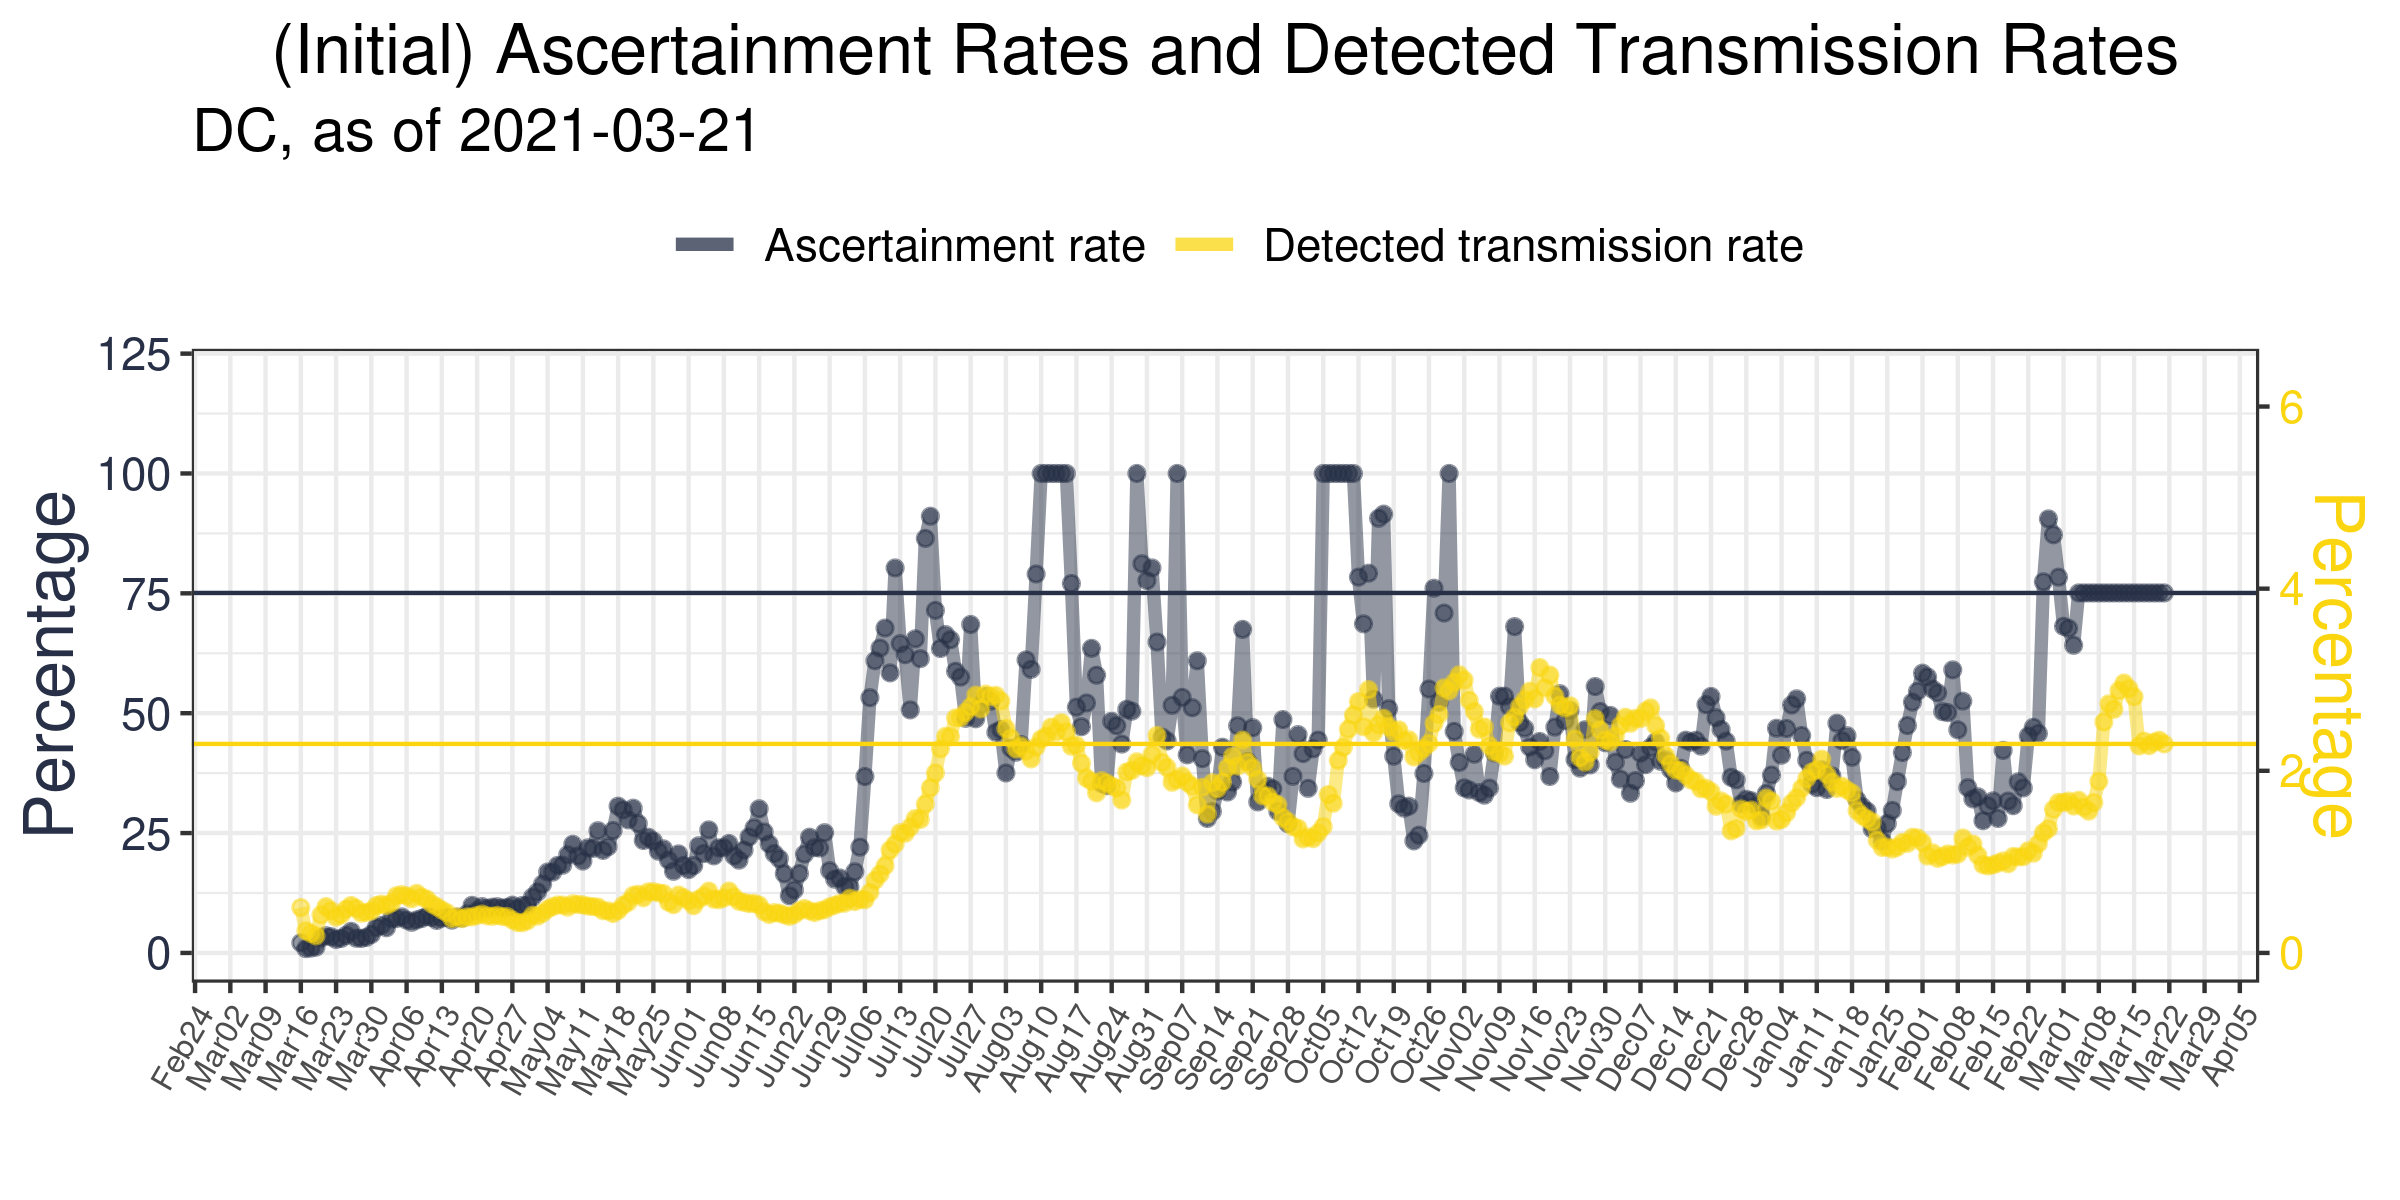 (Initial) Ascertainment Rates and Detected Transmission Rates
DC, as of 2021-03-21
Ascertainment rate
Detected transmission rate
Percentage
125
100
75
50
25
0
6
4
2
0
Percentage
Feb24
Mar02
Mar09
Mar16
Mar23
Mar30
Apr06
Apr13
Apr20
Apr27
May04
May11
May18
May25
Jun01
Jun08
Jun15
Jun22
Jun29
Jul06
Jul13
Jul20
Jul27
Aug03
Aug10
Aug17
Aug24
Aug31
Sep07
Sep14
Sep21
Sep28
Oct05
Oct12
Oct19
Oct26
Nov02
Nov09
Nov16
Nov23
Nov30
Dec07
Dec14
Dec21
Dec28
Jan04
Jan11
Jan18
Jan25
Feb01
Feb08
Feb15
Feb22
Mar01
Mar08
Mar15
Mar22
Mar29
Apr05